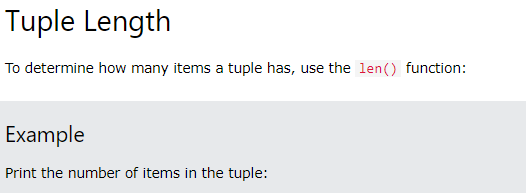 Tuple Length
To determine how many items a tuple has, use the len() function:
Example
Print the number of items in the tuple: